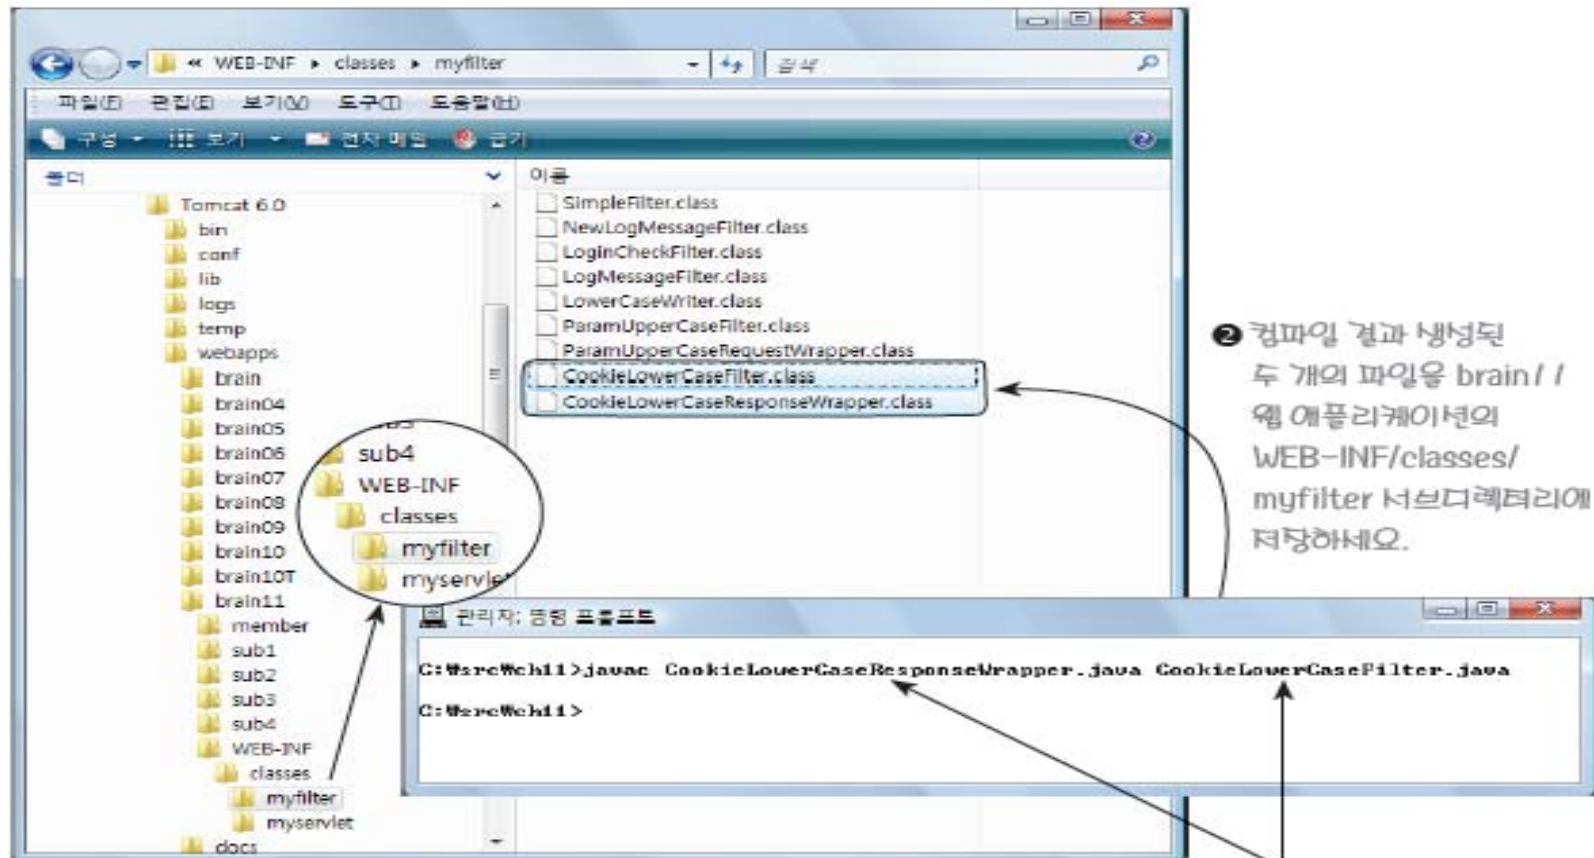 « WEB-INF ▸ classes ▸ myfilter
검색
파일(F) 편집(E) 보기(V) 도구(T) 도움말(H)
구성 보기 전자 메일 굽기
폴더
이름
Tomcat 6.0
bin
conf
lib
logs
temp
webapps
brain
brain04
brain05
brain06
brain07
brain08
brain09
brain10
brain10T
brain11
member
sub1
sub2
sub3
sub4
WEB-INF
classes
myfilter
myservlet
docs
SimpleFilter.class
NewLogMessageFilter.class
LoginCheckFilter.class
LogMessageFilter.class
LowerCaseWriter.class
ParamUpperCaseFilter.class
ParamUpperCaseRequestWrapper.class
CookieLowerCaseFilter.class
CookieLowerCaseResponseWrapper.class
sub4
WEB-INF
classes
myfilter
myservlet
❷ 컴파일 결과 생성된
두 개의 파일을 brain11
웹 애플리케이션의
WEB-INF/classes/
myfilter 서브디렉터리에
저장하세요.
관리자: 명령 프롬프트
C:₩src₩ch11>javac CookieLowerCaseResponseWrapper.java CookieLowerCaseFilter.java
C:₩src₩ch11>